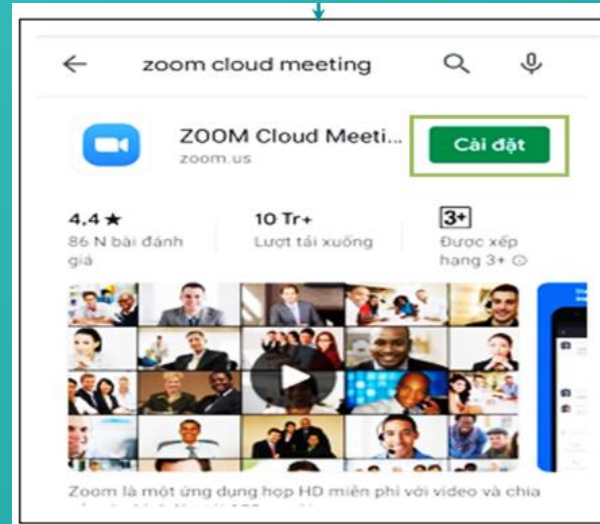 zoom cloud meeting
ZOOM Cloud Meeti...
zoom.us
Cài đặt
4,4 ★
86 N bài đánh
giá
10 Tr+
Lượt tải xuống
3+
Được xếp
hạng 3+
Zoom là một ứng dụng họp HD miễn phí với video và chia